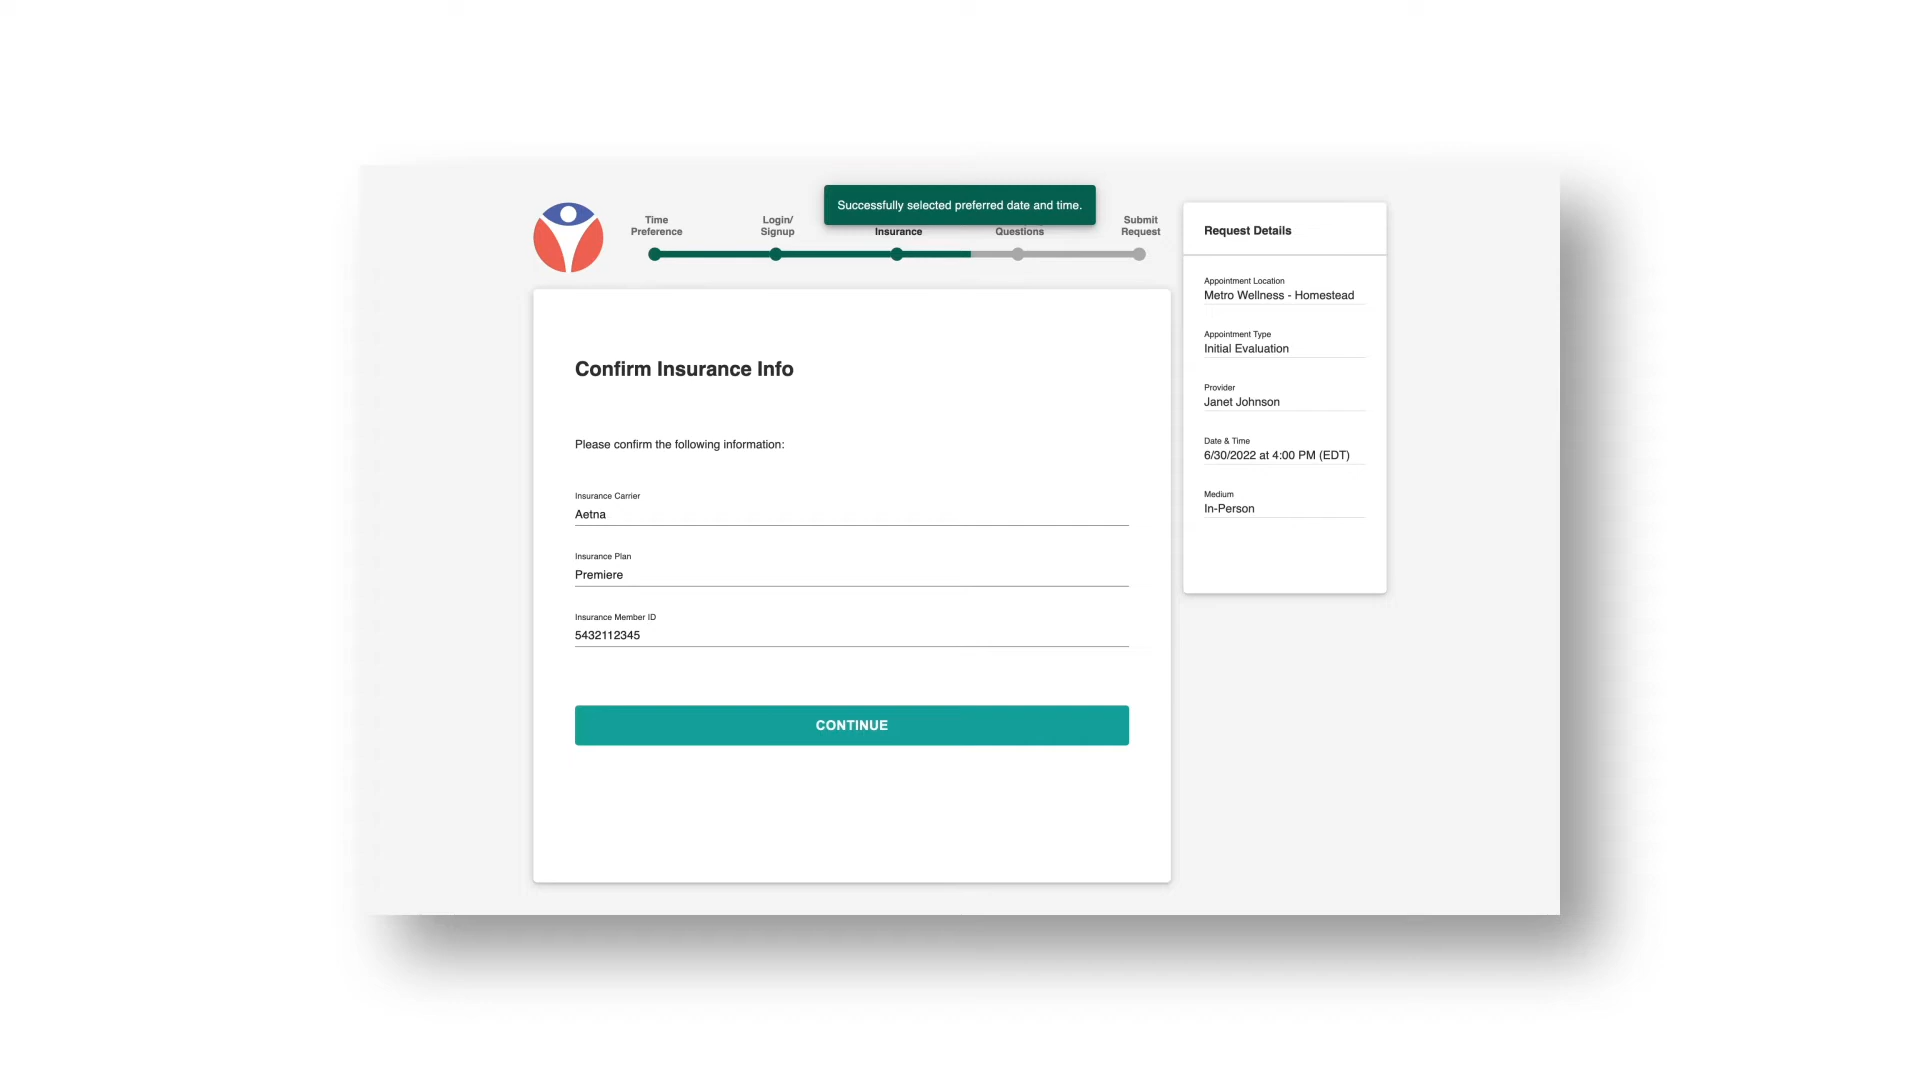 Successfully selected preferred date and time.
Time
Preference
Login/
Signup
Insurance
Questions
Submit
Request
Confirm Insurance Info
Please confirm the following information:
Insurance Carrier
Aetna
Insurance Plan
Premiere
Insurance Member ID
5432112345
CONTINUE
Request Details
Appointment Location
Metro Wellness - Homestead
Appointment Type
Initial Evaluation
Provider
Janet Johnson
Date & Time
6/30/2022 at 4:00 PM (EDT)
Medium
In-Person